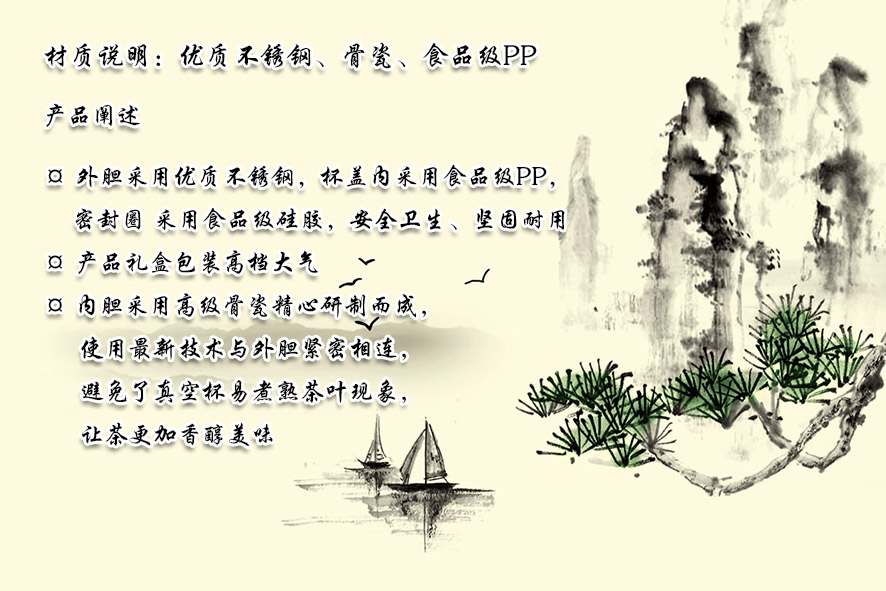 材质说明：优质不锈钢、骨瓷、食品级PP
产品阐述
¤ 外胆采用优质不锈钢，杯盖内采用食品级PP，
密封圈 采用食品级硅胶，安全卫生、坚固耐用
¤ 产品礼盒包装高档大气
¤ 内胆采用高级骨瓷精心研制而成，
使用最新技术与外胆紧密相连，
避免了真空杯易煮熟茶叶现象，
让茶更加香醇美味